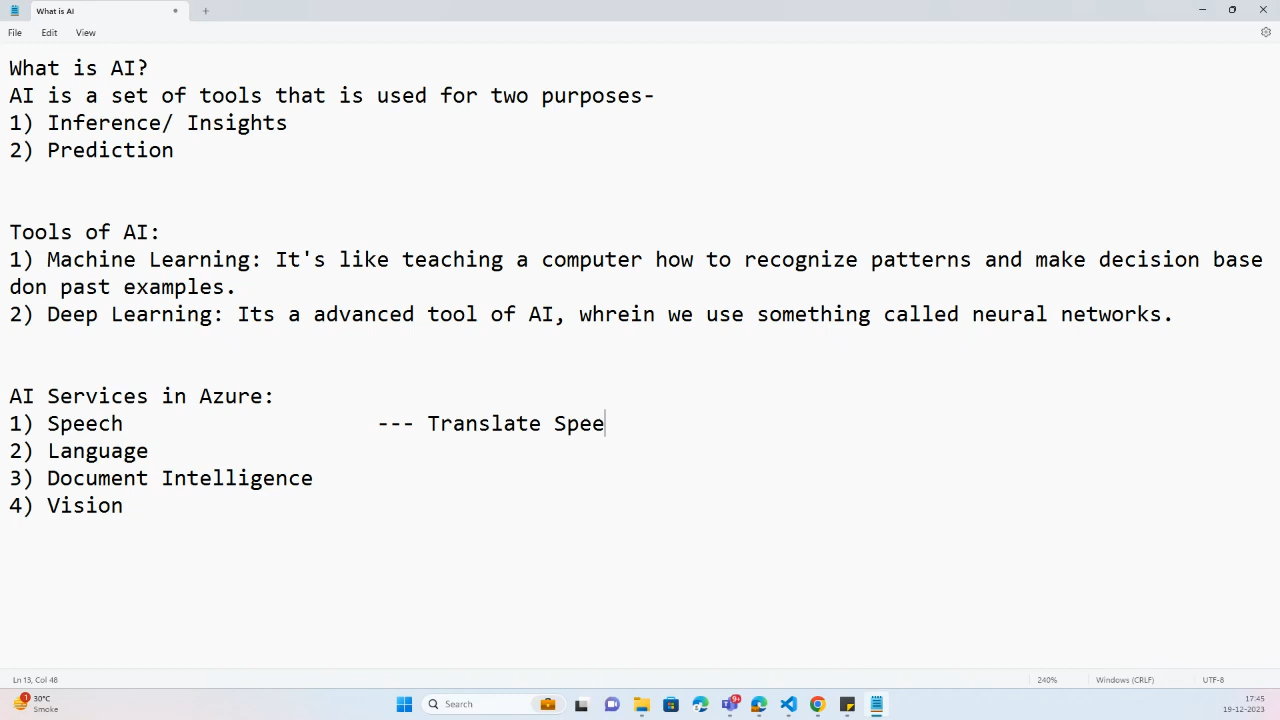 What is AI
File Edit View
What is AI?
AI is a set of tools that is used for two purposes-
1) Inference/ Insights
2) Prediction
Tools of AI:
1) Machine Learning: It's like teaching a computer how to recognize patterns and make decision base
don past examples.
2) Deep Learning: Its a advanced tool of AI, whrein we use something called neural networks.
AI Services in Azure:
1) Speech --- Translate Spee
2) Language
3) Document Intelligence
4) Vision
Ln 13, Col 48 240% Windows (CRLF) UTF-8
1 30°C Search 9+ 17:45
Smoke 19-12-2023